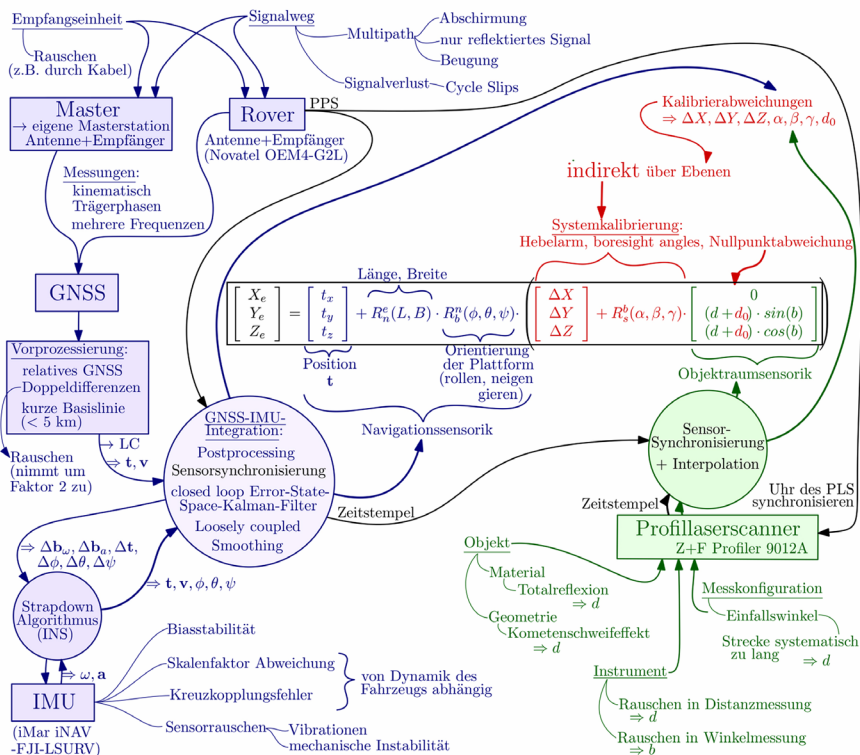 Empfangseinheit
Rauschen
(z.B. durch Kabel)
Signalweg
Multipath
Abschirmung
nur reflektiertes Signal
Beugung
Signalverlust
Cycle Slips
Master
→ eigene Masterstation
Antenne+Empfänger
Rover
PPS
Antenne+Empfänger
(Novatel OEM4-G2L)
Messungen:
kinematisch
Trägerphasen
mehrere Frequenzen
Kalibrierabweichungen
⇒ ΔX, ΔY, ΔZ, α, β, γ, d₀
indirekt über Ebenen
Systemkalibrierung:
Hebelarm, boresight angles, Nullpunktabweichung
GNSS
Länge, Breite
[Xₑ Yₑ Zₑ] = [tₓ t_y t_z] + Rₙᵉ(L, B) · R_bⁿ(ϕ, θ, ψ) · ([ΔX ΔY ΔZ] + Rₛᵇ(α, β, γ) · [0 (d + d₀) · sin(b) (d + d₀) · cos(b)])
Position
t
Orientierung
der Plattform
(rollen, neigen
gieren)
Objektraumsensorik
Navigationssensorik
Vorprozessierung:
relatives GNSS
Doppeldifferenzen
kurze Basislinie
(< 5 km)
→ LC
⇒ t, v
Rauschen
(nimmt um
Faktor 2 zu)
GNSS-IMU-
Integration:
Postprocessing
Sensorsynchronisierung
closed loop Error-State-
Space-Kalman-Filter
Loosely coupled
Smoothing
Zeitstempel
Sensor-
Synchronisierung
+ Interpolation
Zeitstempel
Uhr des PLS
synchronisieren
Profillaserscanner
Z+F Profiler 9012A
⇒ Δb_ω, Δbₐ, Δt,
Δϕ, Δθ, Δψ
⇒ t, v, ϕ, θ, ψ
Strapdown
Algorithmus
(INS)
⇒ ω, a
IMU
(iMar iNAV
-FJI-LSURV)
Biasstabilität
Skalenfaktor Abweichung
Kreuzkopplungsfehler
von Dynamik des
Fahrzeugs abhängig
Sensorrauschen
Vibrationen
mechanische Instabilität
Objekt
Material
Totalreflexion
⇒ d
Geometrie
Kometenschweifeffekt
⇒ d
Messkonfiguration
Einfallswinkel
Strecke systematisch
zu lang ⇒ d
Instrument
Rauschen in Distanzmessung
⇒ d
Rauschen in Winkelmessung
⇒ b